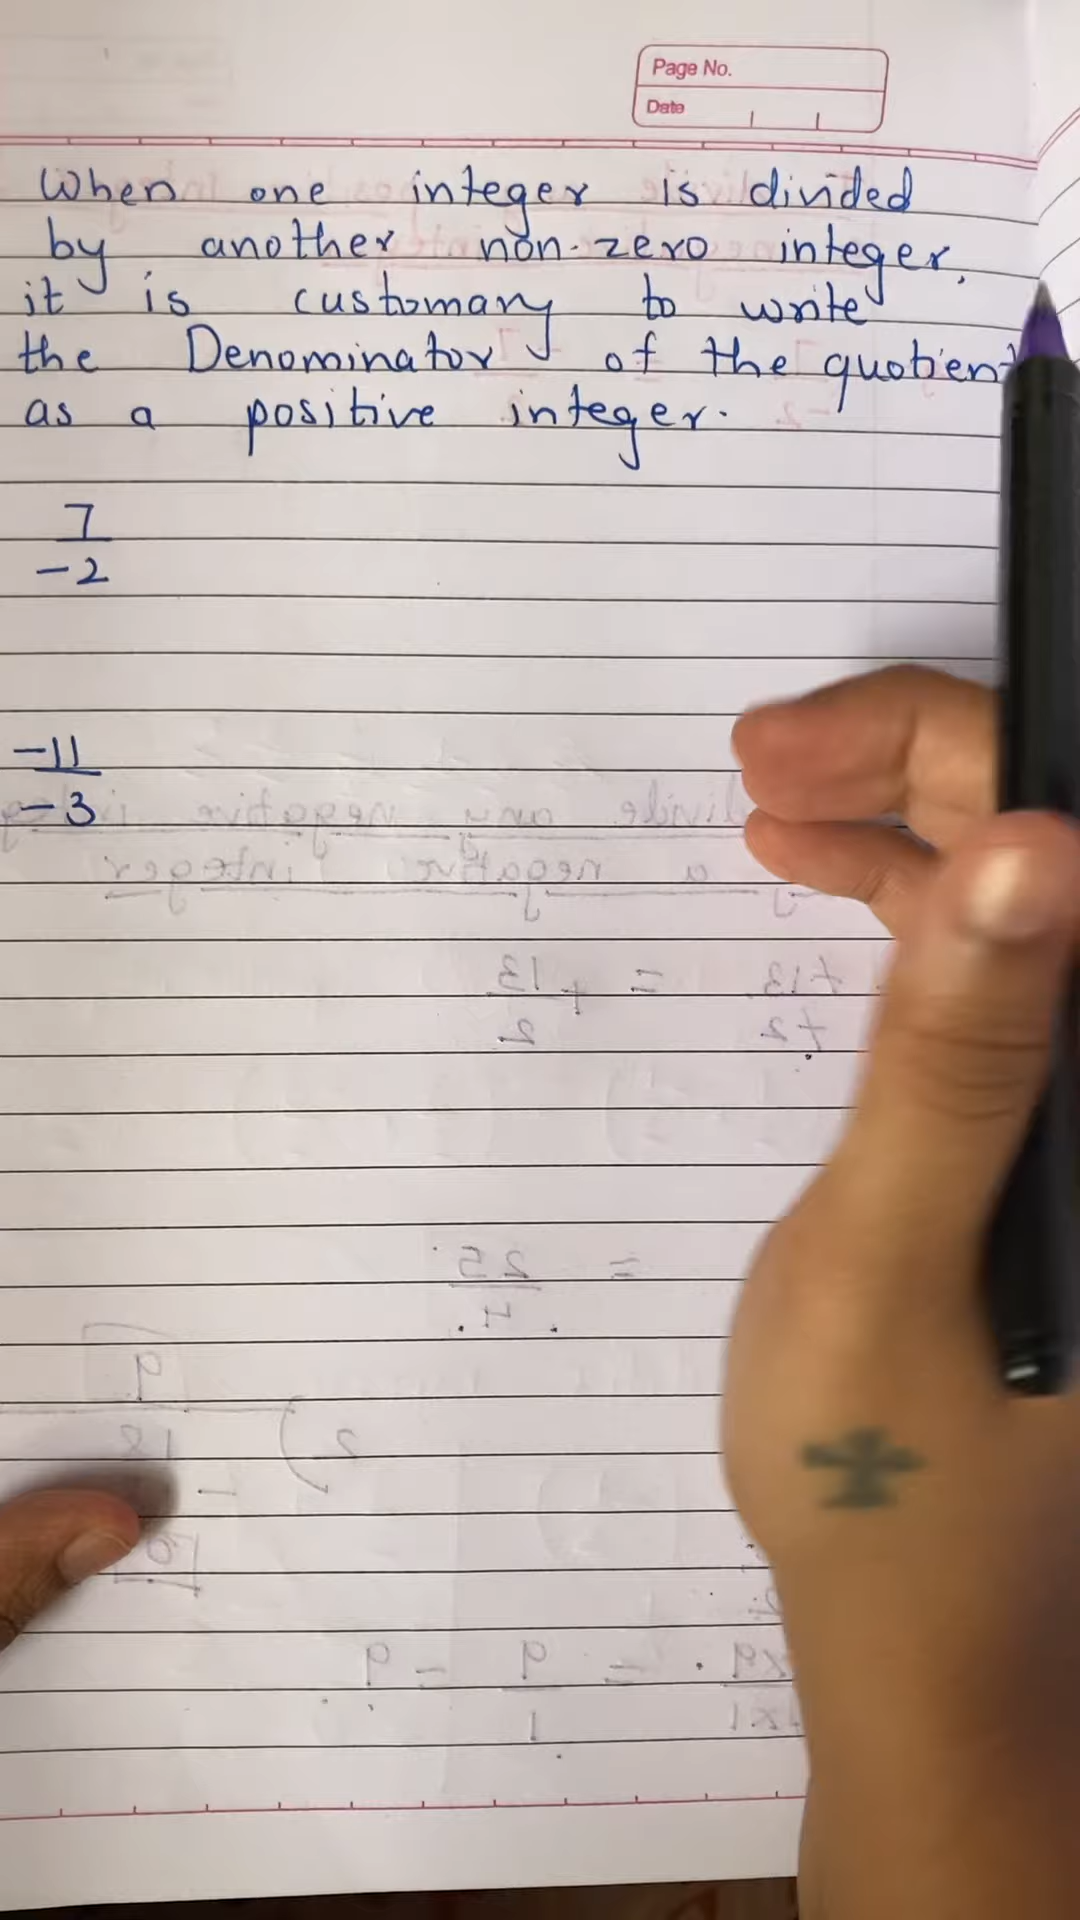 Page No.
Date
When one integer is divided
by another non-zero integer,
it is customary to write
the Denominator of the quotient
as a positive integer.
7
-2
-11
-3